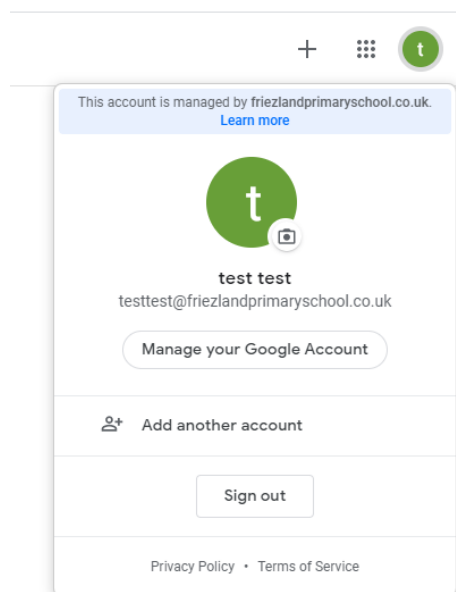 t
This account is managed by friezlandprimaryschool.co.uk.
Learn more
t
test test
testtest@friezlandprimaryschool.co.uk
Manage your Google Account
Add another account
Sign out
Privacy Policy • Terms of Service